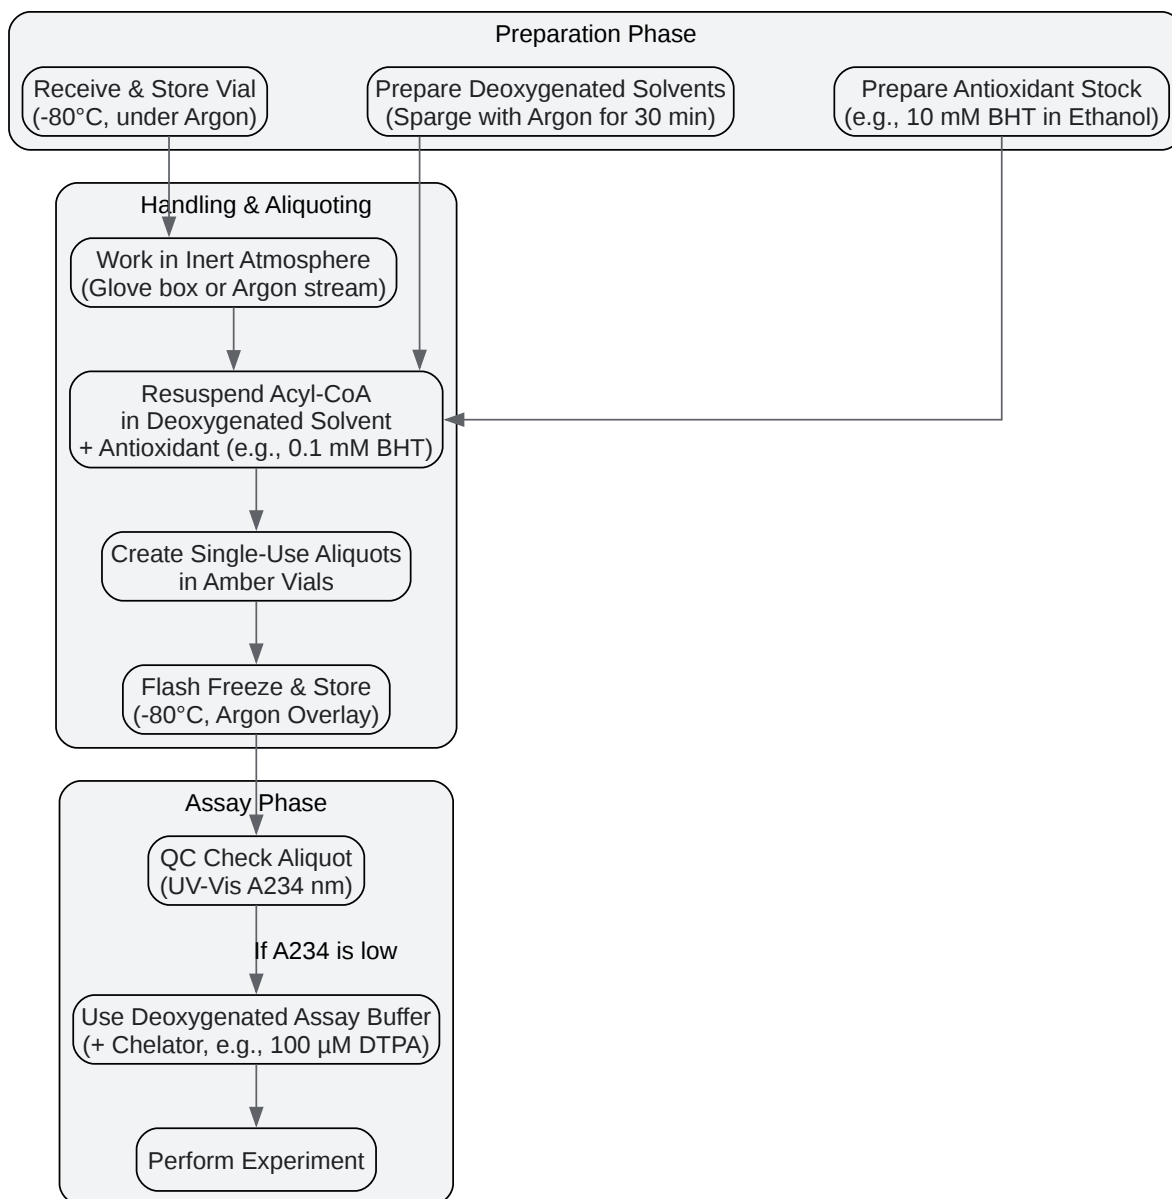 Preparation Phase
Receive & Store Vial
(-80°C, under Argon)
Prepare Deoxygenated Solvents
(Sparge with Argon for 30 min)
Prepare Antioxidant Stock
(e.g., 10 mM BHT in Ethanol)
Handling & Aliquoting
Work in Inert Atmosphere
(Glove box or Argon stream)
Resuspend Acyl-CoA
in Deoxygenated Solvent
+ Antioxidant (e.g., 0.1 mM BHT)
Create Single-Use Aliquots
in Amber Vials
Flash Freeze & Store
(-80°C, Argon Overlay)
Assay Phase
QC Check Aliquot
(UV-Vis A234 nm)
If A234 is low
Use Deoxygenated Assay Buffer
(+ Chelator, e.g., 100 µM DTPA)
Perform Experiment